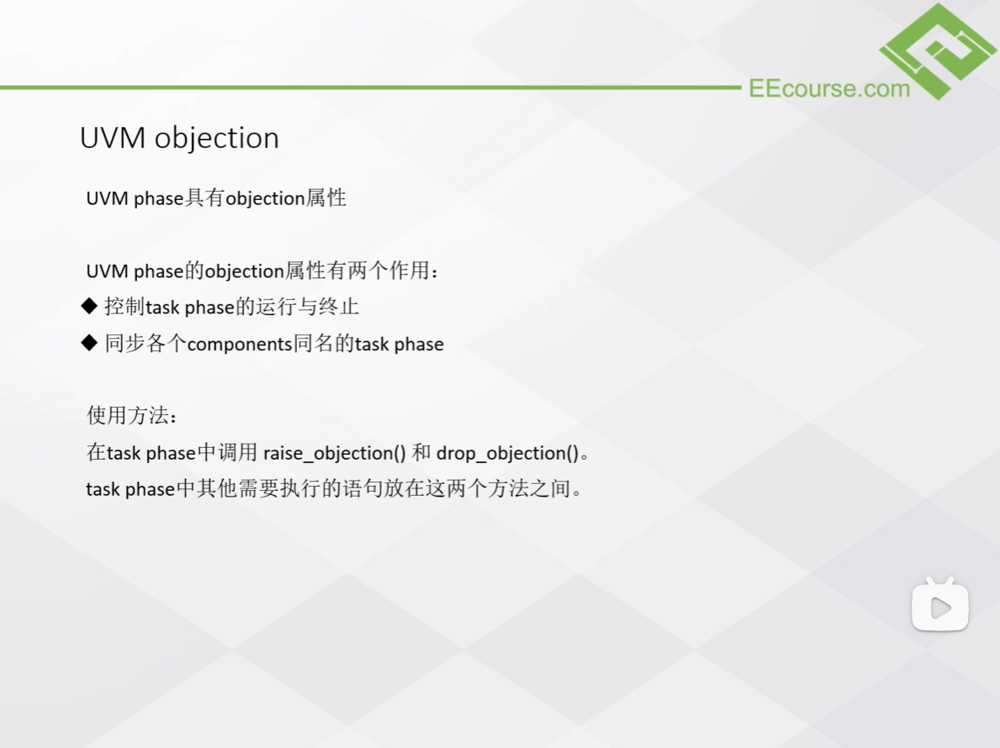 EEcourse.com
UVM objection
UVM phase具有objection属性
UVM phase的objection属性有两个作用：
◆ 控制task phase的运行与终止
◆ 同步各个components同名的task phase
使用方法：
在task phase中调用 raise_objection() 和 drop_objection()。
task phase中其他需要执行的语句放在这两个方法之间。